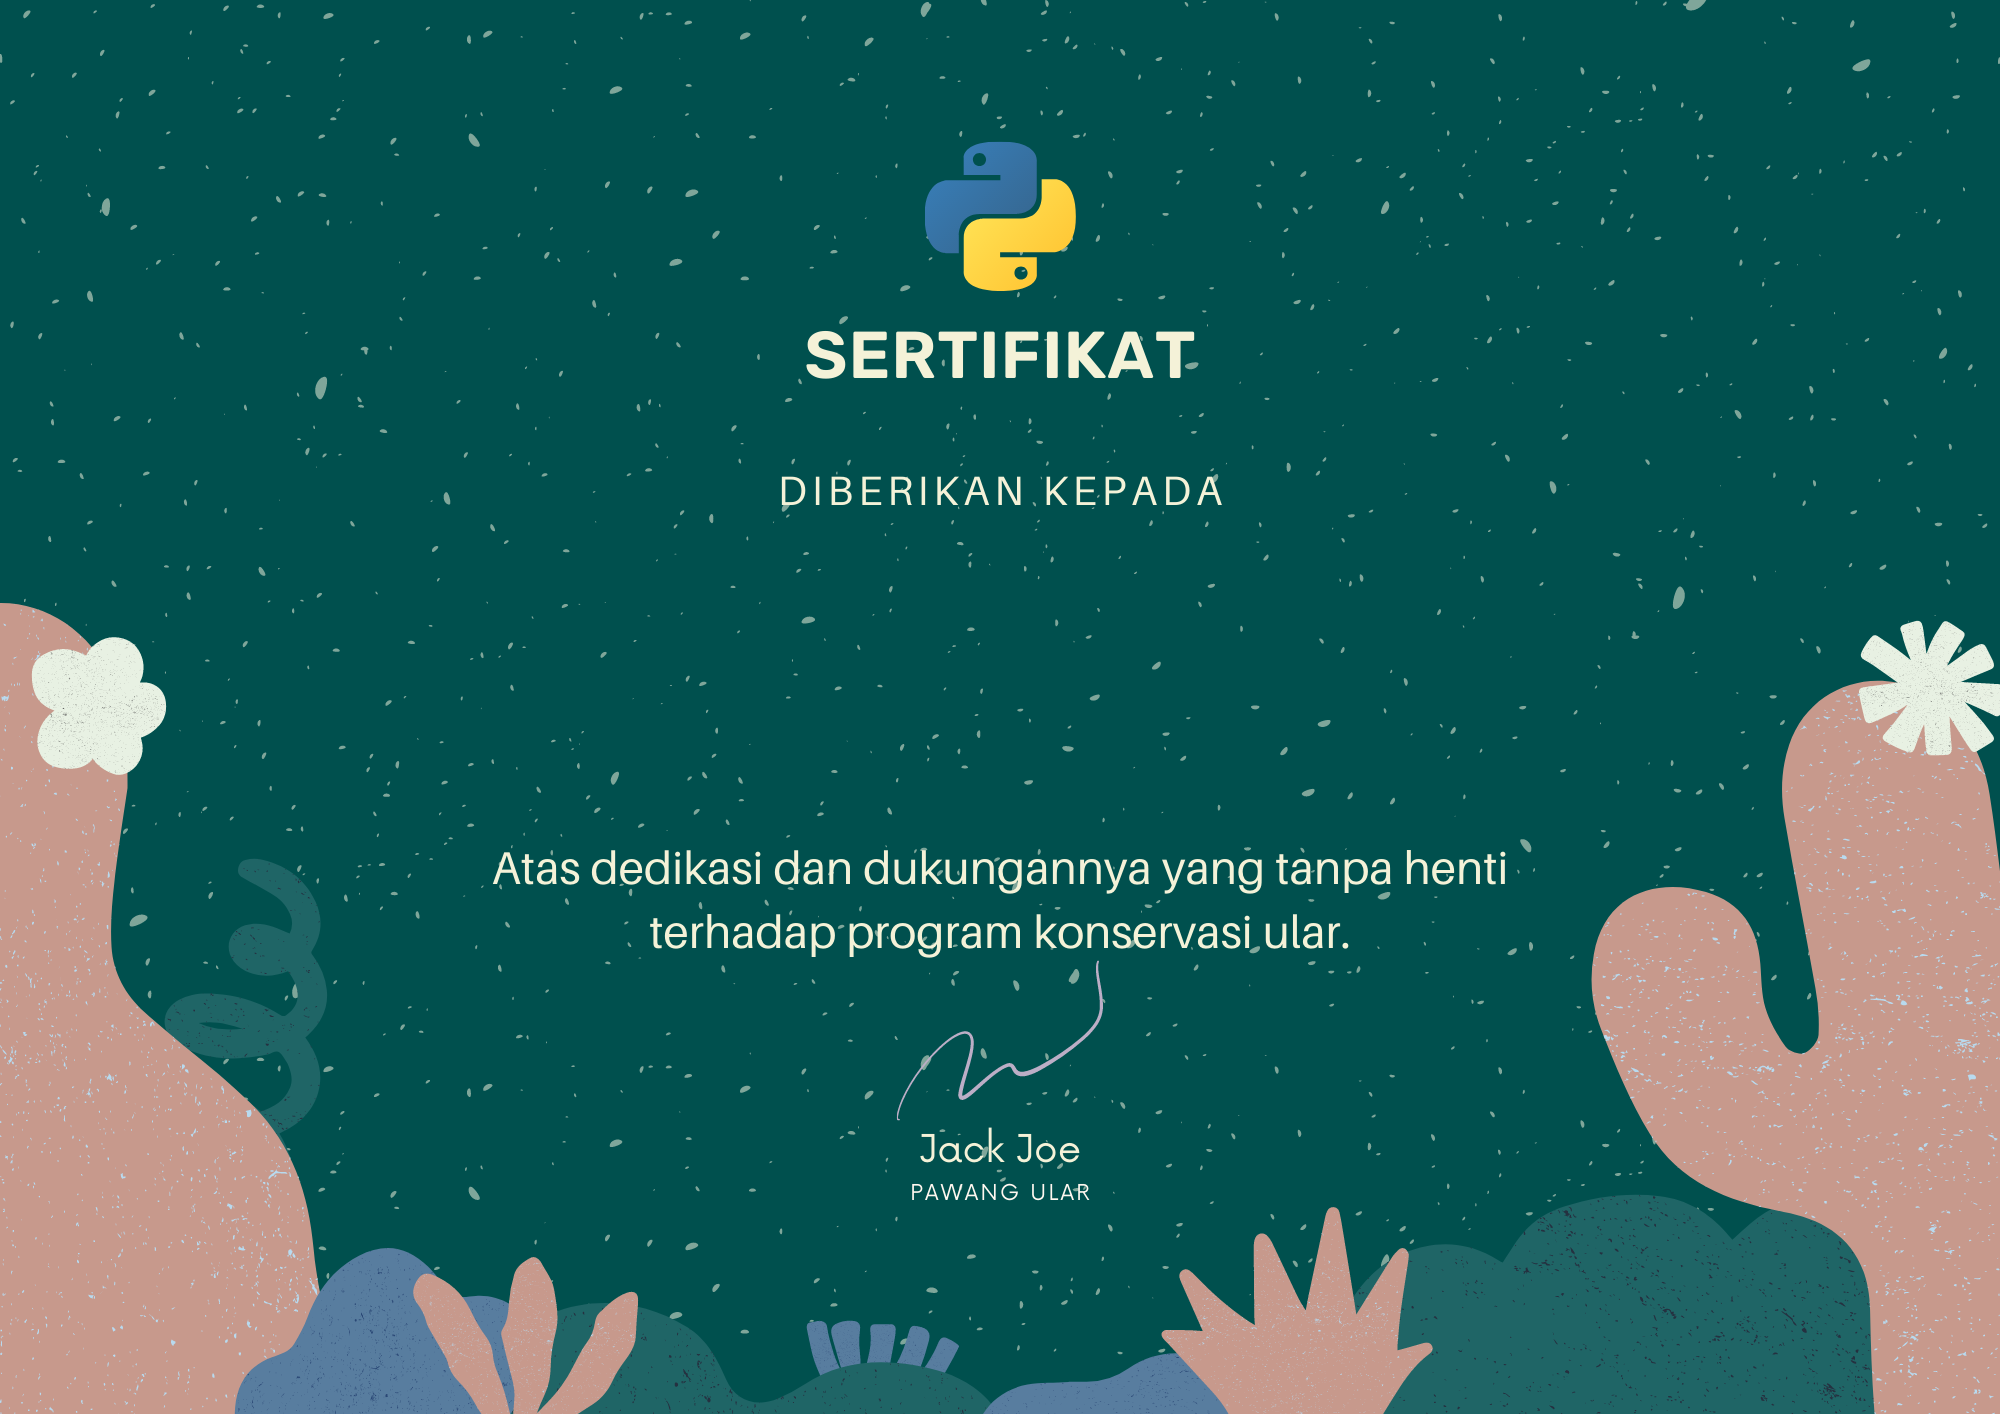 SERTIFIKAT
DIBERIKAN KEPADA
Atas dedikasi dan dukungannya yang tanpa henti
terhadap program konservasi ular.
Jack Joe
PAWANG ULAR